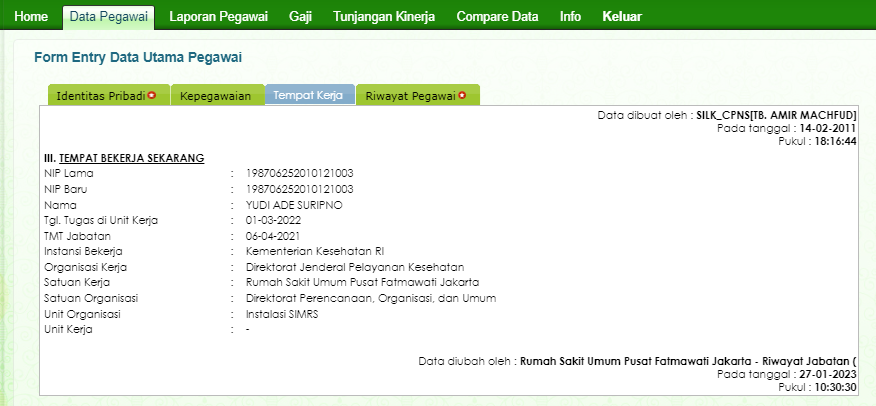 Home Data Pegawai Laporan Pegawai Gaji Tunjangan Kinerja Compare Data Info Keluar
Form Entry Data Utama Pegawai
Identitas Pribadi Kepegawaian Tempat Kerja Riwayat Pegawai
Data dibuat oleh : SILK_CPNS[TB. AMIR MACHFUD]
Pada tanggal : 14-02-2011
Pukul : 18:16:44
III. TEMPAT BEKERJA SEKARANG
NIP Lama : 198706252010121003
NIP Baru : 198706252010121003
Nama : YUDI ADE SURIPNO
Tgl. Tugas di Unit Kerja : 01-03-2022
TMT Jabatan : 06-04-2021
Instansi Bekerja : Kementerian Kesehatan RI
Organisasi Kerja : Direktorat Jenderal Pelayanan Kesehatan
Satuan Kerja : Rumah Sakit Umum Pusat Fatmawati Jakarta
Satuan Organisasi : Direktorat Perencanaan, Organisasi, dan Umum
Unit Organisasi : Instalasi SIMRS
Unit Kerja : -
Data diubah oleh : Rumah Sakit Umum Pusat Fatmawati Jakarta - Riwayat Jabatan (
Pada tanggal : 27-01-2023
Pukul : 10:30:30